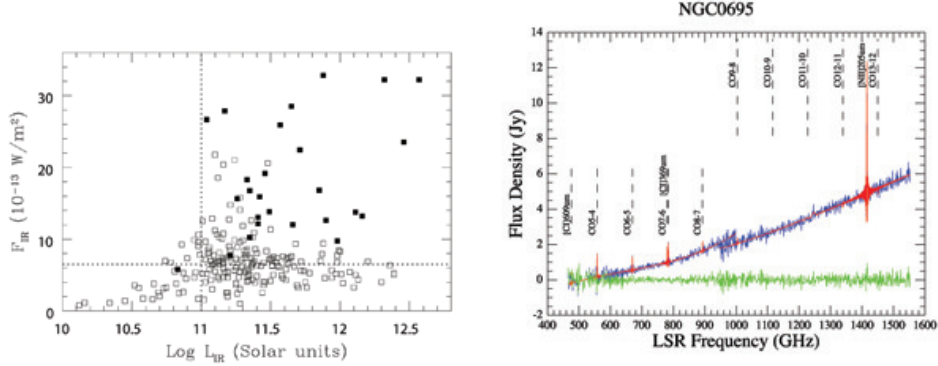 F_IR (10^-13 W/m^2)
30
20
10
0
10
10.5
11
11.5
12
12.5
Log L_IR (Solar units)
NGC0695
Flux Density (Jy)
14
12
10
8
6
4
2
0
-2
CO9-8
CO10-9
CO11-10
CO12-11
[NII]205um
CO13-12
[CI]609um
CO5-4
CO6-5
CO7-6
[CI]369um
CO8-7
400
500
600
700
800
900
1000
1100
1200
1300
1400
1500
1600
LSR Frequency (GHz)